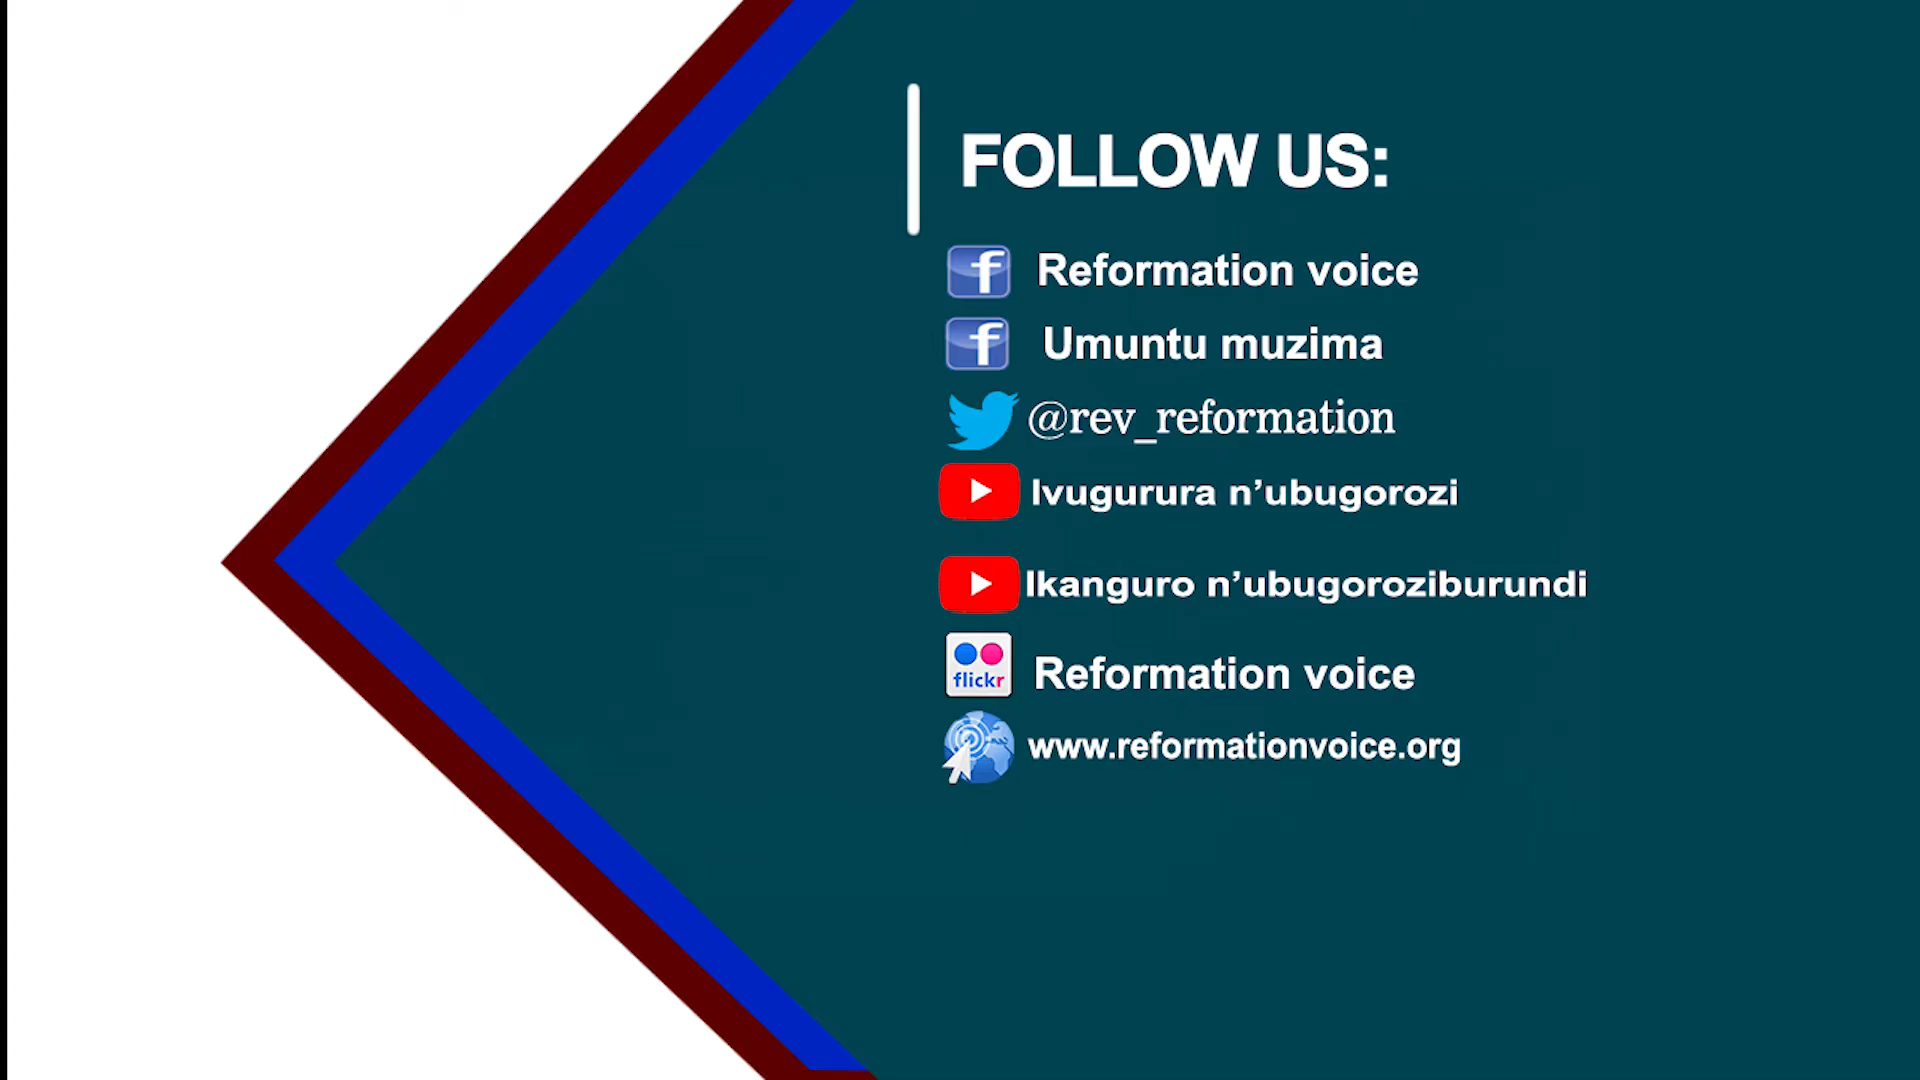 FOLLOW US:
f Reformation voice
f Umuntu muzima
@rev_reformation
Ivugurura n’ubugorozi
Ikanguro n’ubugoroziburundi
flickr Reformation voice
www.reformationvoice.org